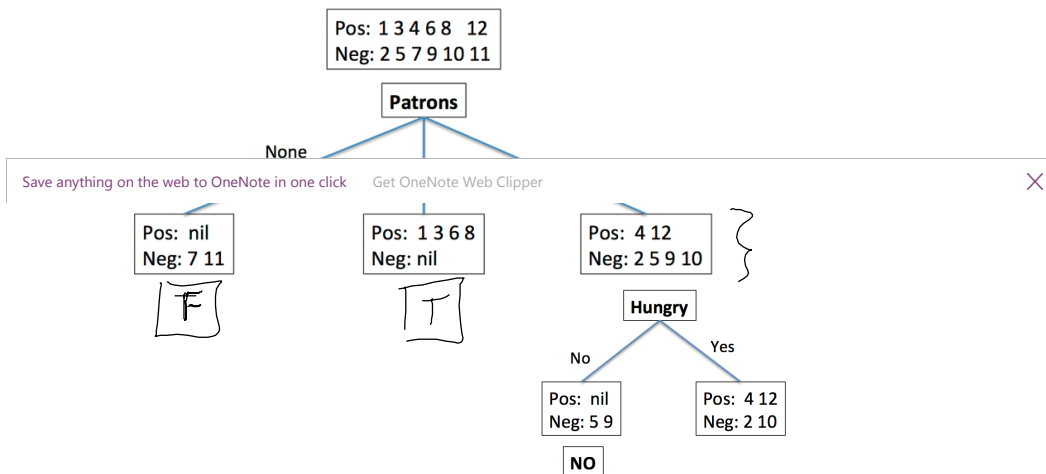 Pos: 1 3 4 6 8 12
Neg: 2 5 7 9 10 11
Patrons
None
Save anything on the web to OneNote in one click Get OneNote Web Clipper
Pos: nil
Neg: 7 11
Pos: 1 3 6 8
Neg: nil
Pos: 4 12
Neg: 2 5 9 10
F
T
Hungry
No
Yes
Pos: nil
Neg: 5 9
Pos: 4 12
Neg: 2 10
NO